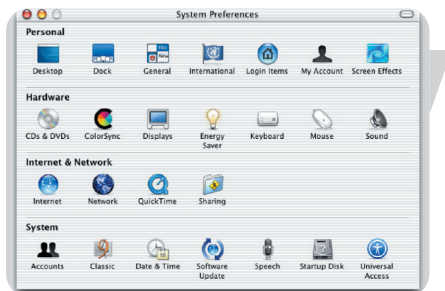 System Preferences
Personal
Desktop Dock General International Login Items My Account Screen Effects
Hardware
CDs & DVDs ColorSync Displays Energy Saver Keyboard Mouse Sound
Internet & Network
Internet Network QuickTime Sharing
System
Accounts Classic Date & Time Software Update Speech Startup Disk Universal Access